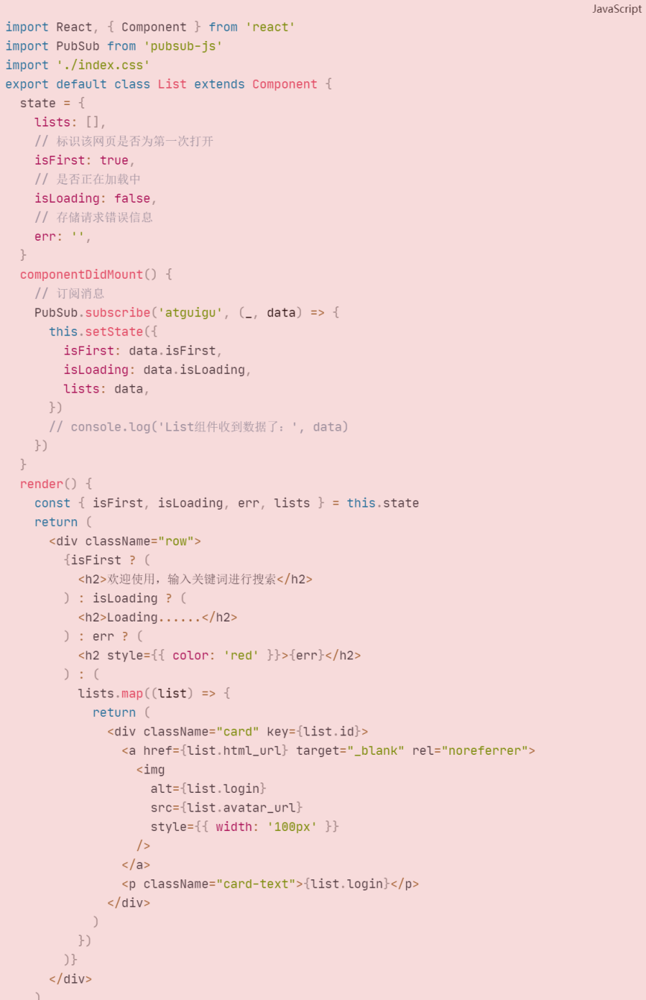 JavaScript
import React, { Component } from 'react'
import PubSub from 'pubsub-js'
import './index.css'
export default class List extends Component {
  state = {
    lists: [],
    // 标识该网页是否为第一次打开
    isFirst: true,
    // 是否正在加载中
    isLoading: false,
    // 存储请求错误信息
    err: '',
  }
  componentDidMount() {
    // 订阅消息
    PubSub.subscribe('atguigu', (_, data) => {
      this.setState({
        isFirst: data.isFirst,
        isLoading: data.isLoading,
        lists: data,
      })
      // console.log('List组件收到数据了：', data)
    })
  }
  render() {
    const { isFirst, isLoading, err, lists } = this.state
    return (
      <div className="row">
        {isFirst ? (
          <h2>欢迎使用，输入关键词进行搜索</h2>
        ) : isLoading ? (
          <h2>Loading......</h2>
        ) : err ? (
          <h2 style={{ color: 'red' }}>{err}</h2>
        ) : (
          lists.map((list) => {
            return (
              <div className="card" key={list.id}>
                <a href={list.html_url} target="_blank" rel="noreferrer">
                  <img
                    alt={list.login}
                    src={list.avatar_url}
                    style={{ width: '100px' }}
                  />
                </a>
                <p className="card-text">{list.login}</p>
              </div>
            )
          })
        )}
      </div>
    )